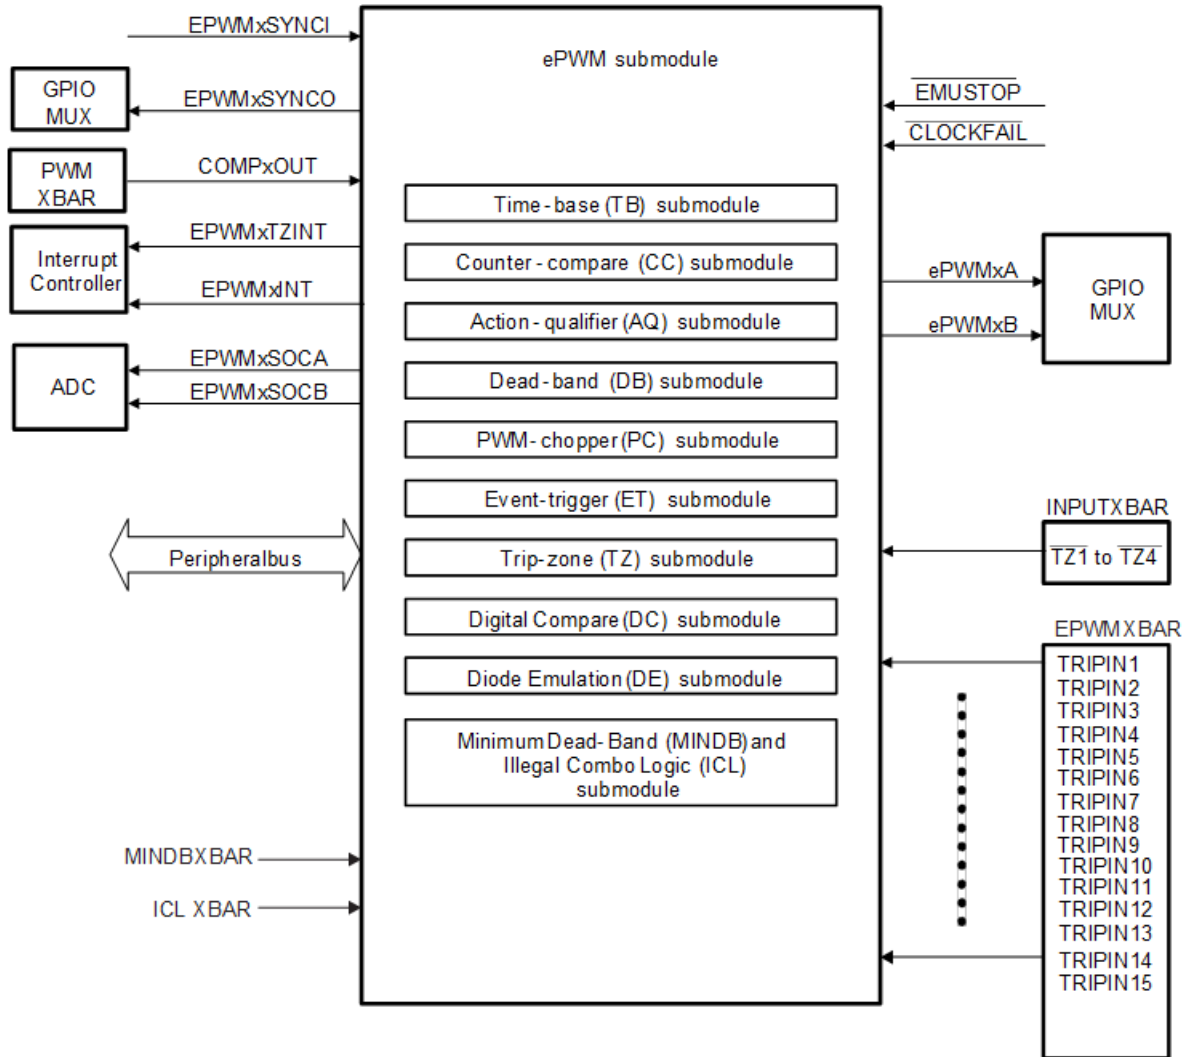 EPWMxSYNCI
ePWM submodule
GPIO
MUX
EPWMxSYNCO
EMUSTOP
CLOCKFAIL
PWM
XBAR
COMPxOUT
Time-base (TB) submodule
Interrupt
Controller
EPWMxTZINT
EPWMxINT
Counter-compare (CC) submodule
ePWMxA
ePWMxB
GPIO
MUX
Action-qualifier (AQ) submodule
ADC
EPWMxSOCA
EPWMxSOCB
Dead-band (DB) submodule
PWM-chopper (PC) submodule
Event-trigger (ET) submodule
INPUTXBAR
TZ1 to TZ4
Peripheralbus
Trip-zone (TZ) submodule
Digital Compare (DC) submodule
Diode Emulation (DE) submodule
Minimum Dead-Band (MINDB) and
Illegal Combo Logic (ICL)
submodule
EPWMXBAR
TRIPIN1
TRIPIN2
TRIPIN3
TRIPIN4
TRIPIN5
TRIPIN6
TRIPIN7
TRIPIN8
TRIPIN9
TRIPIN10
TRIPIN11
TRIPIN12
TRIPIN13
TRIPIN14
TRIPIN15
MINDBXBAR
ICL XBAR